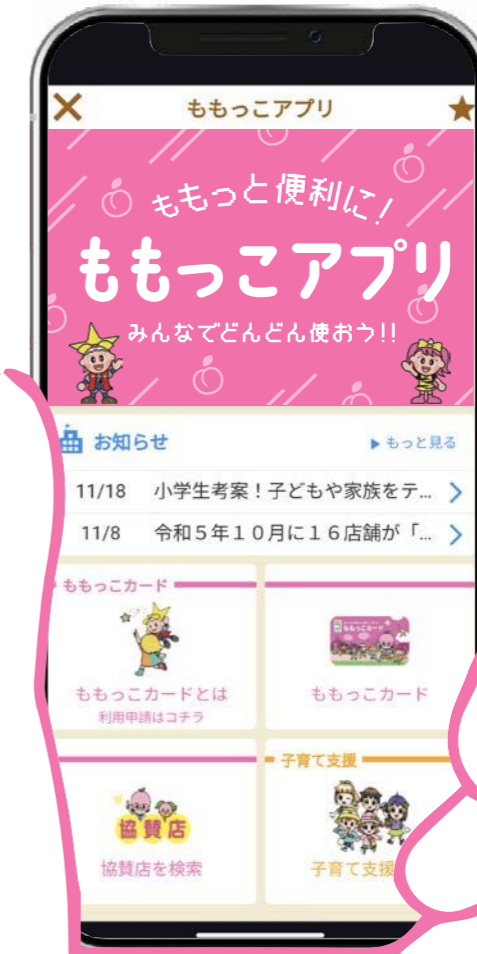 ももっこアプリ
ももっと便利に!
ももっこアプリ
みんなでどんどん使おう!!
お知らせ
▶もっと見る
11/18 小学生考案!子どもや家族をテ...
11/8 令和5年10月に16店舗が「...
ももっこカード
ももっこカード
ももっこカードとは
利用申請はコチラ
ももっこカード
子育て支援
協賛店
協賛店を検索
子育て支援